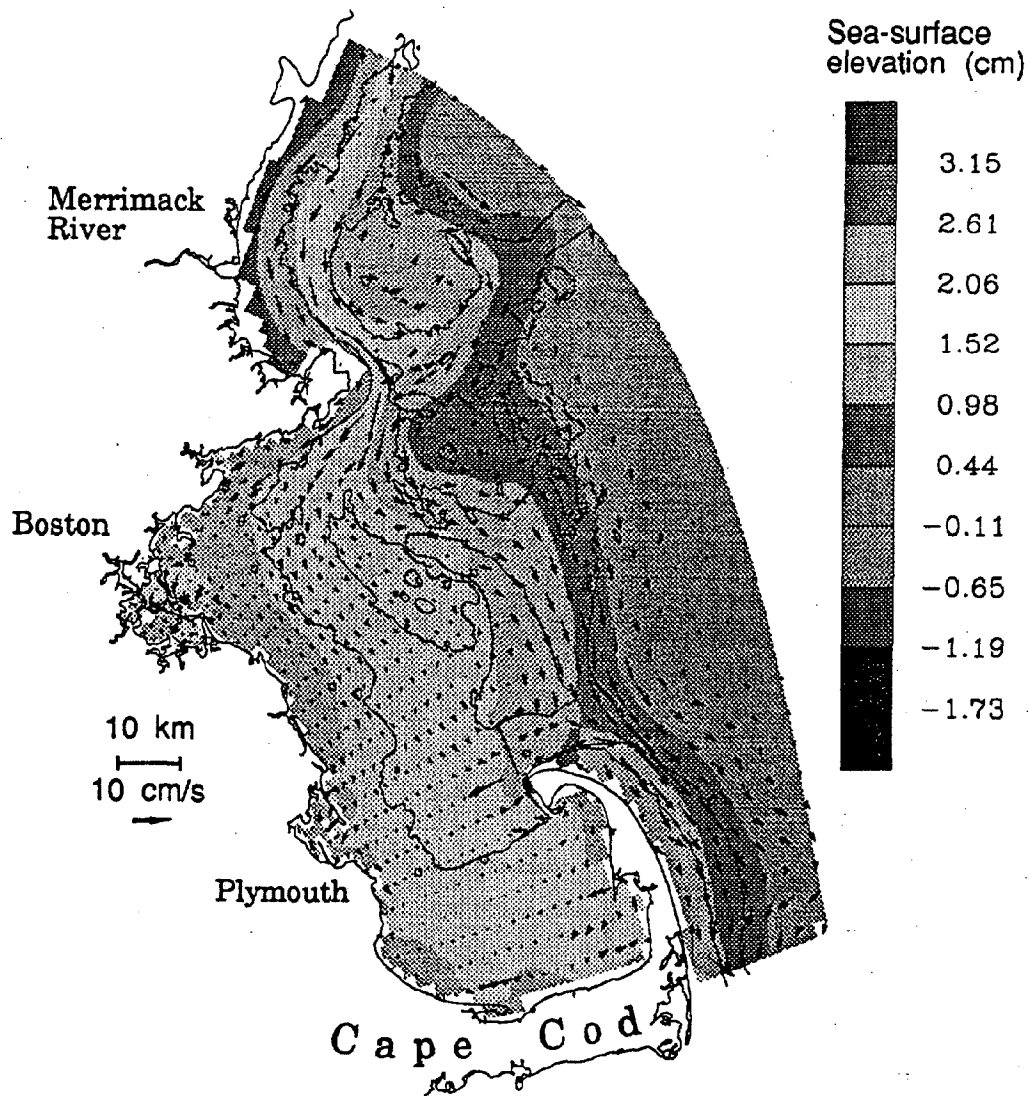 Sea-surface
elevation (cm)
3.15
2.61
2.06
1.52
0.98
0.44
-0.11
-0.65
-1.19
-1.73
Merrimack
River
Boston
10 km
10 cm/s
Plymouth
Cape Cod